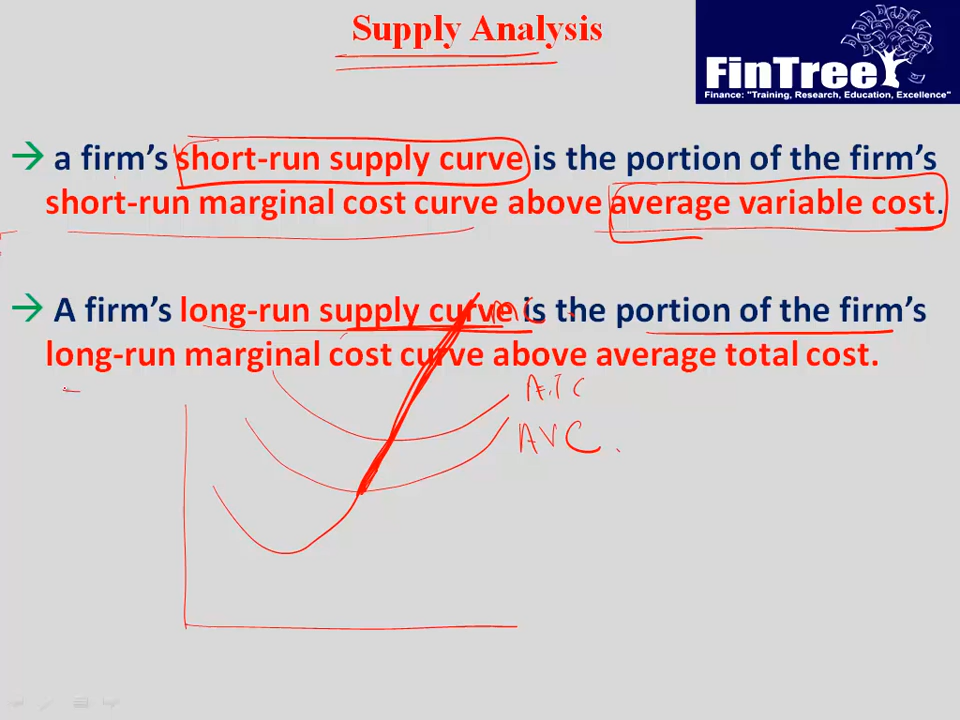 Supply Analysis
FinTree
Finance: "Training, Research, Education, Excellence"
→ a firm's short-run supply curve is the portion of the firm's
short-run marginal cost curve above average variable cost.
→ A firm's long-run supply curve is the portion of the firm's
long-run marginal cost curve above average total cost.
MC
ATC
AVC.